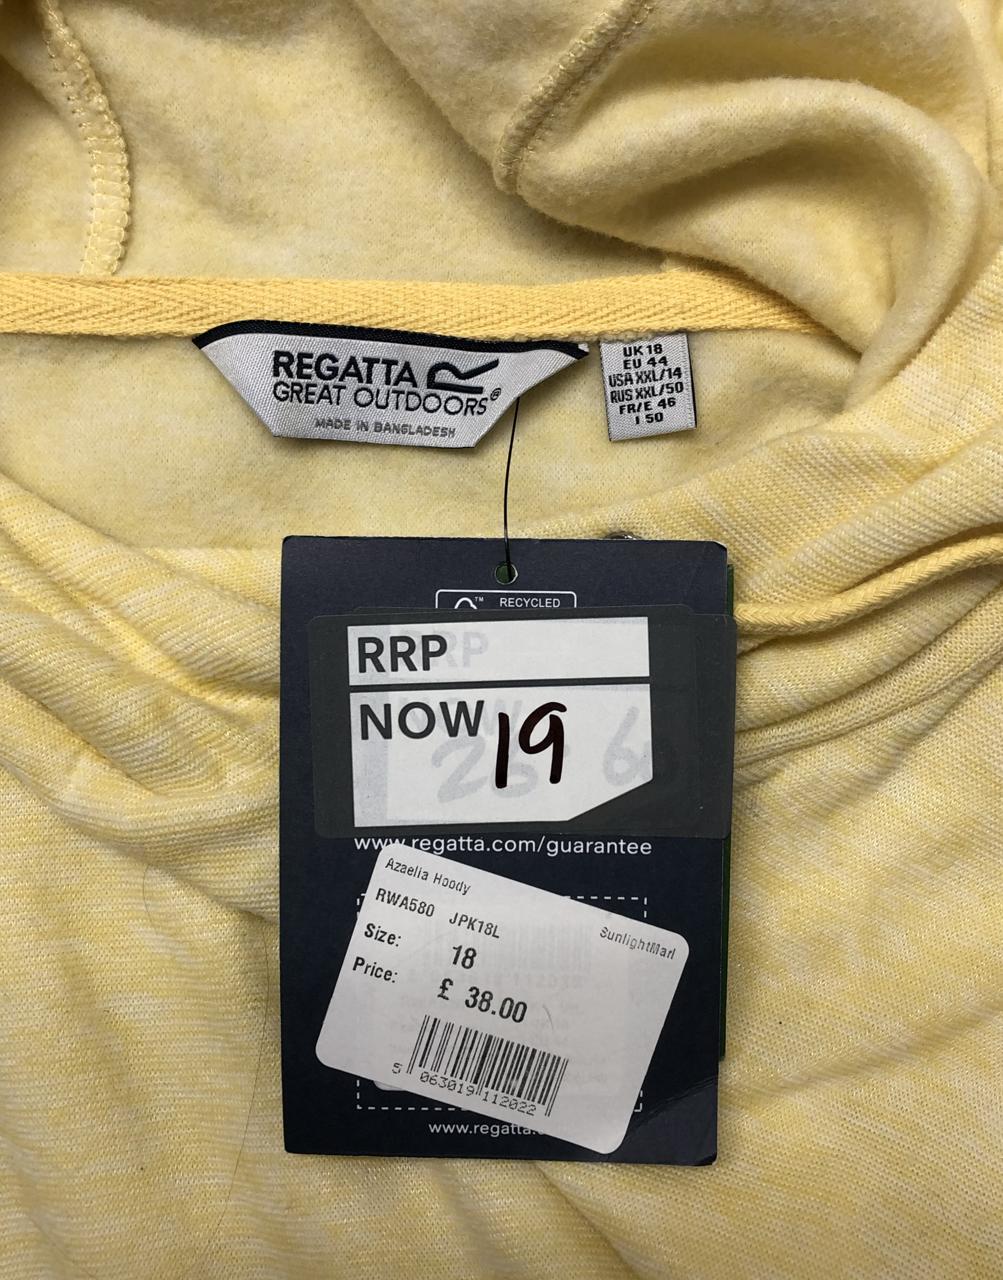 REGATTA
GREAT OUTDOORS®
MADE IN BANGLADESH
UK 18
EU 44
USA XXL/14
RUS XXL/50
FR/E 46
I 50
™ RECYCLED
RRP
NOW 19
www.regatta.com/guarantee
Azaelia Hoody
RWA580 JPK18L
SunlightMarl
Size: 18
Price: £ 38.00
5 063019 112022
www.regatta.